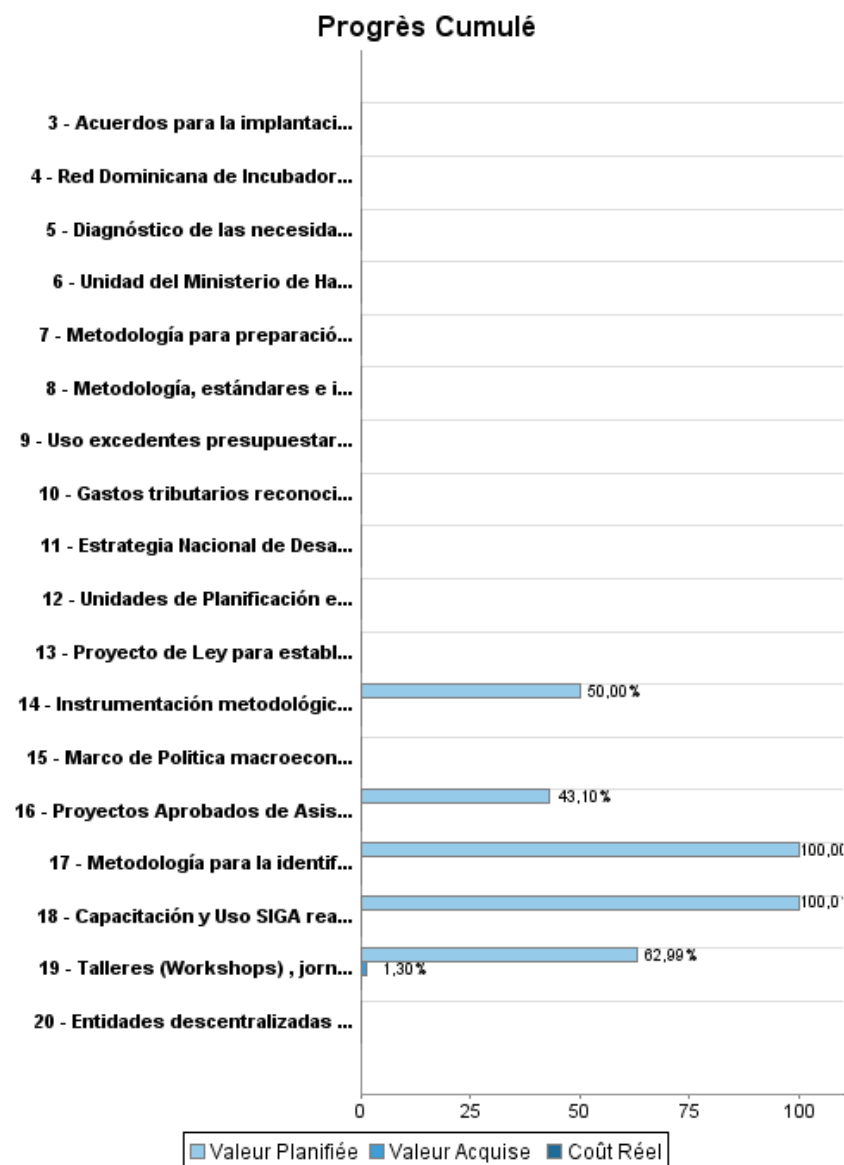 Progrès Cumulé
3 - Acuerdos para la implantaci...
4 - Red Dominicana de Incubador...
5 - Diagnóstico de las necesida...
6 - Unidad del Ministerio de Ha...
7 - Metodología para preparació...
8 - Metodología, estándares e i...
9 - Uso excedentes presupuestar...
10 - Gastos tributarios reconoci...
11 - Estrategia Nacional de Desa...
12 - Unidades de Planificación e...
13 - Proyecto de Ley para establ...
14 - Instrumentación metodológic...
50,00%
15 - Marco de Politica macroecon...
16 - Proyectos Aprobados de Asis...
43,10%
17 - Metodología para la identif...
100,00
18 - Capacitación y Uso SIGA rea...
100,0
19 - Talleres (Workshops) , jorn...
62,99%
1,30%
20 - Entidades descentralizadas ...
0 25 50 75 100
Valeur Planifiée Valeur Acquise Coût Réel